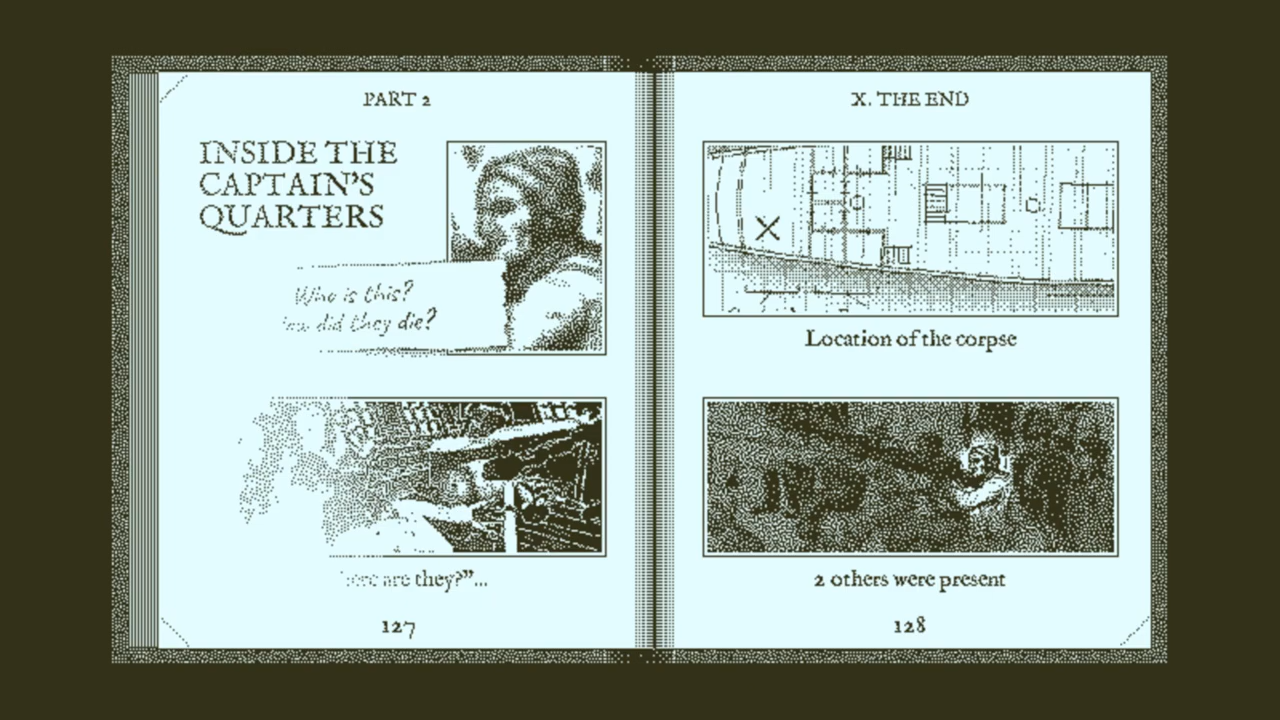 PART 2
INSIDE THE
CAPTAIN'S
QUARTERS
Who is this?
did they die?
are they?”...
127
X. THE END
Location of the corpse
2 others were present
128